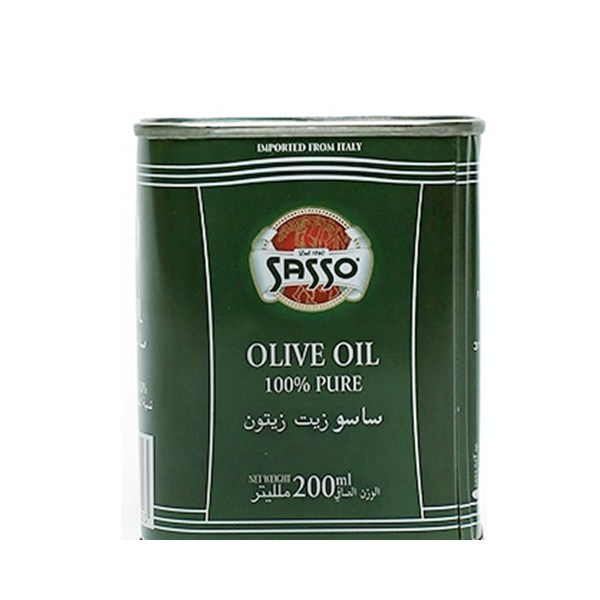 IMPORTED FROM ITALY
SASSO
OLIVE OIL
100% PURE
ساسو زيت زيتون
NET WEIGHT 200ml الوزن الصافي
ملليتر